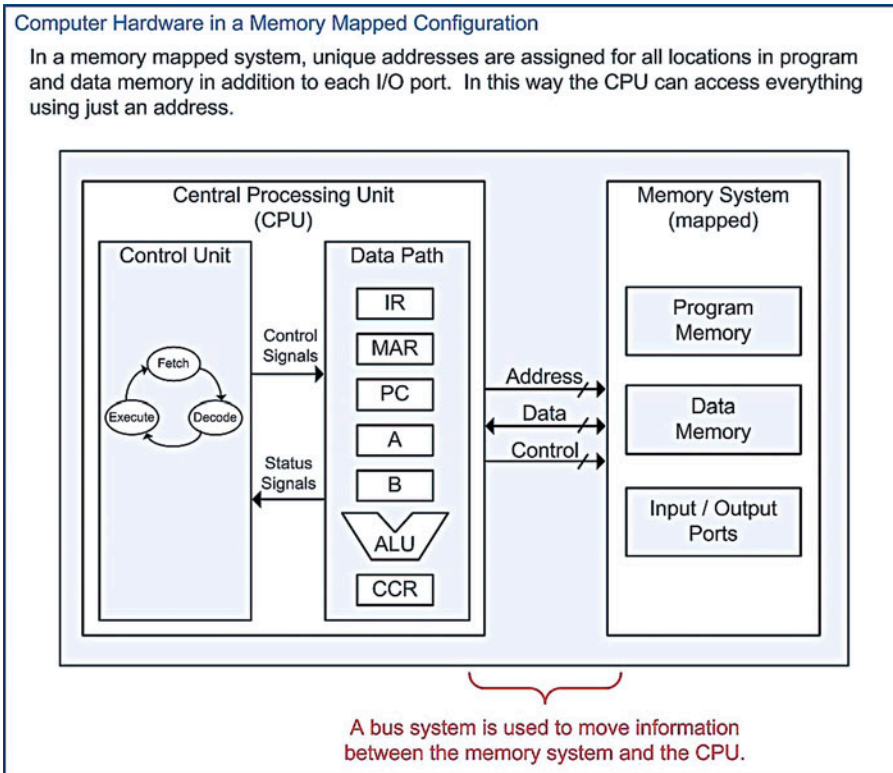 Computer Hardware in a Memory Mapped Configuration
In a memory mapped system, unique addresses are assigned for all locations in program
and data memory in addition to each I/O port. In this way the CPU can access everything
using just an address.
Central Processing Unit
(CPU)
Control Unit
Fetch
Execute
Decode
Control
Signals
Status
Signals
Data Path
IR
MAR
PC
A
B
ALU
CCR
Address
Data
Control
Memory System
(mapped)
Program
Memory
Data
Memory
Input / Output
Ports
A bus system is used to move information
between the memory system and the CPU.